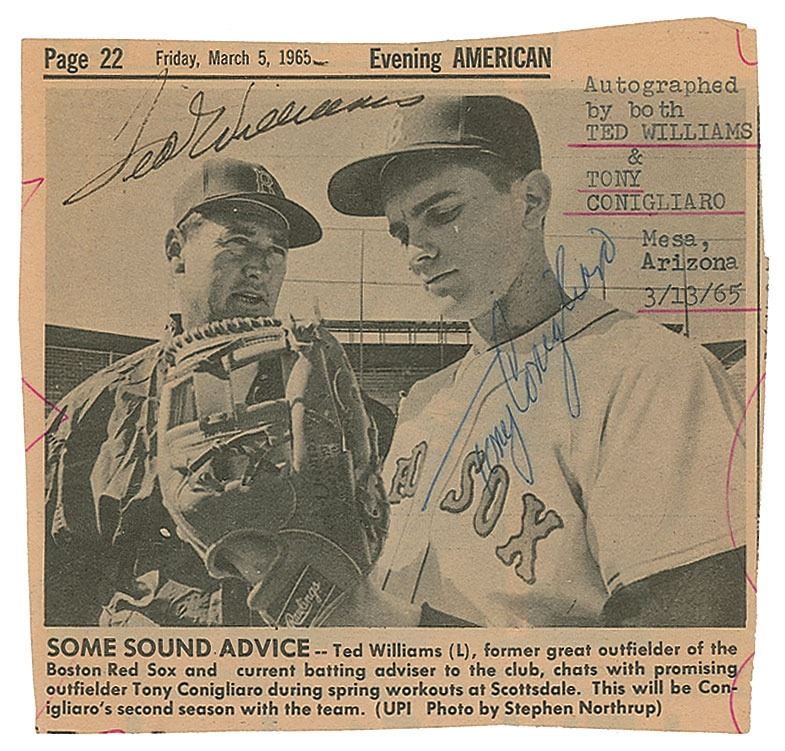 Page 22 Friday, March 5, 1965 Evening AMERICAN
Ted Williams
Autographed
by both
TED WILLIAMS
&
TONY
CONIGLIARO
Mesa,
Arizona
3/13/65
B
Tony Conigliaro
SOX
Rawlings
SOME SOUND ADVICE -- Ted Williams (L), former great outfielder of the
Boston Red Sox and current batting adviser to the club, chats with promising
outfielder Tony Conigliaro during spring workouts at Scottsdale. This will be Con-
igliaro's second season with the team. (UPI Photo by Stephen Northrup)